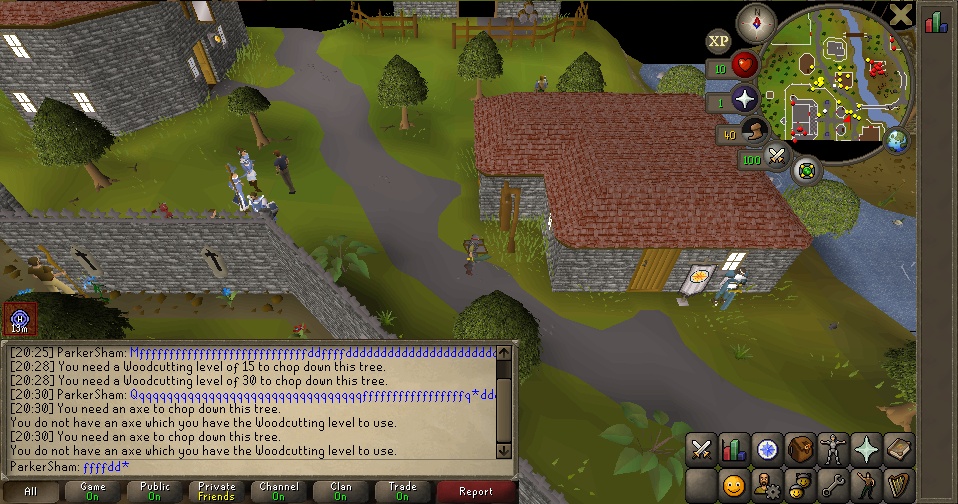 N
XP
10
1
40
100
13m
[20:25] ParkerSham: Mfffffffffffffffffffffffffffffddffffdddddddddddddddddddddddd
[20:28] You need a Woodcutting level of 15 to chop down this tree.
[20:28] You need a Woodcutting level of 30 to chop down this tree.
[20:30] ParkerSham: Qqqqqqqqqqqqqqqqqqqqqqqqqqqqqqqqqffffffffffffffffffq*dd
[20:30] You need an axe to chop down this tree.
You do not have an axe which you have the Woodcutting level to use.
[20:30] You need an axe to chop down this tree.
You do not have an axe which you have the Woodcutting level to use.
ParkerSham: ffffdd*
All
Game
On
Public
On
Private
Friends
Channel
On
Clan
On
Trade
On
Report